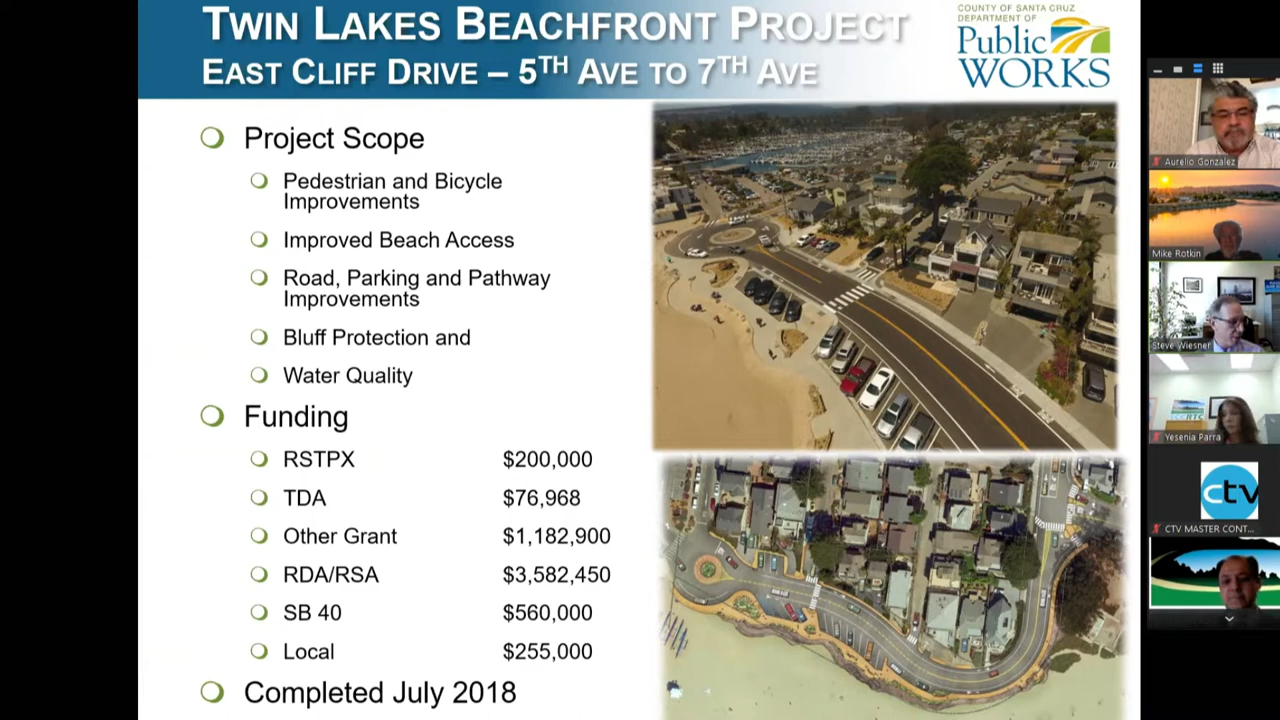 TWIN LAKES BEACHFRONT PROJECT
EAST CLIFF DRIVE – 5TH AVE TO 7TH AVE
COUNTY OF SANTA CRUZ
DEPARTMENT OF
Public
WORKS
Project Scope
Pedestrian and Bicycle
Improvements
Improved Beach Access
Road, Parking and Pathway
Improvements
Bluff Protection and
Water Quality
Funding
RSTPX $200,000
TDA $76,968
Other Grant $1,182,900
RDA/RSA $3,582,450
SB 40 $560,000
Local $255,000
Completed July 2018
Aurelio Gonzalez
Mike Rotkin
Steve Wiesner
Yesenia Parra
ctv
CTV MASTER CONT...